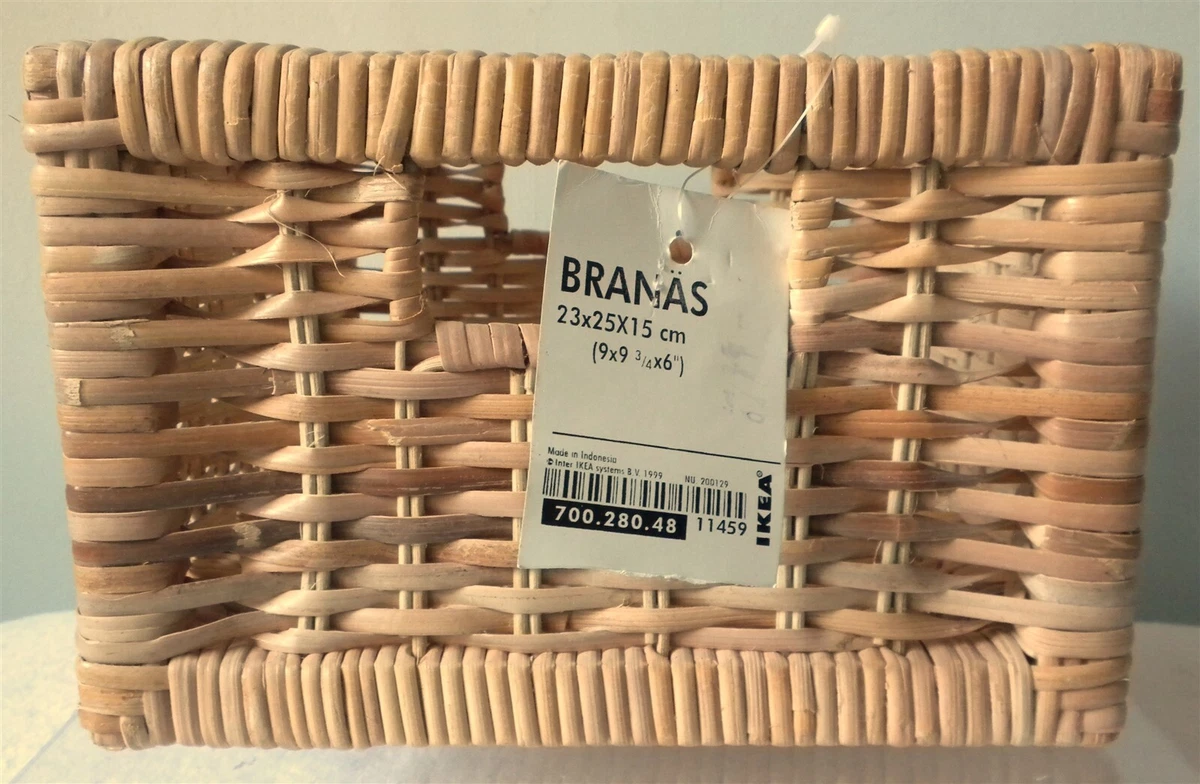 BRANÄS
23x25X15 cm
(9x9 3/4x6")
Made in Indonesia
© Inter IKEA systems B.V. 1999 NU 200129
700.280.48 11459
IKEA®